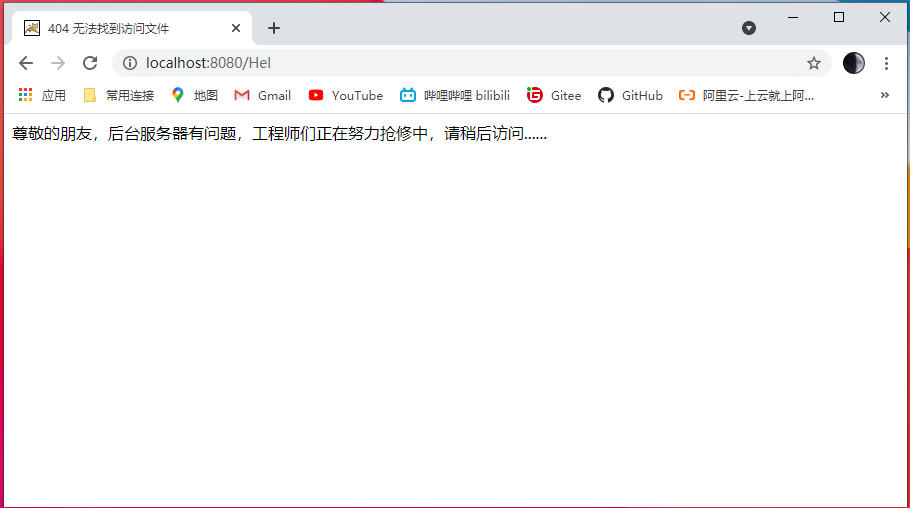 404 无法找到访问文件
localhost:8080/Hel
应用 常用连接 地图 Gmail YouTube 哔哩哔哩 bilibili Gitee GitHub 阿里云-上云就上阿...
尊敬的朋友，后台服务器有问题，工程师们正在努力抢修中，请稍后访问......